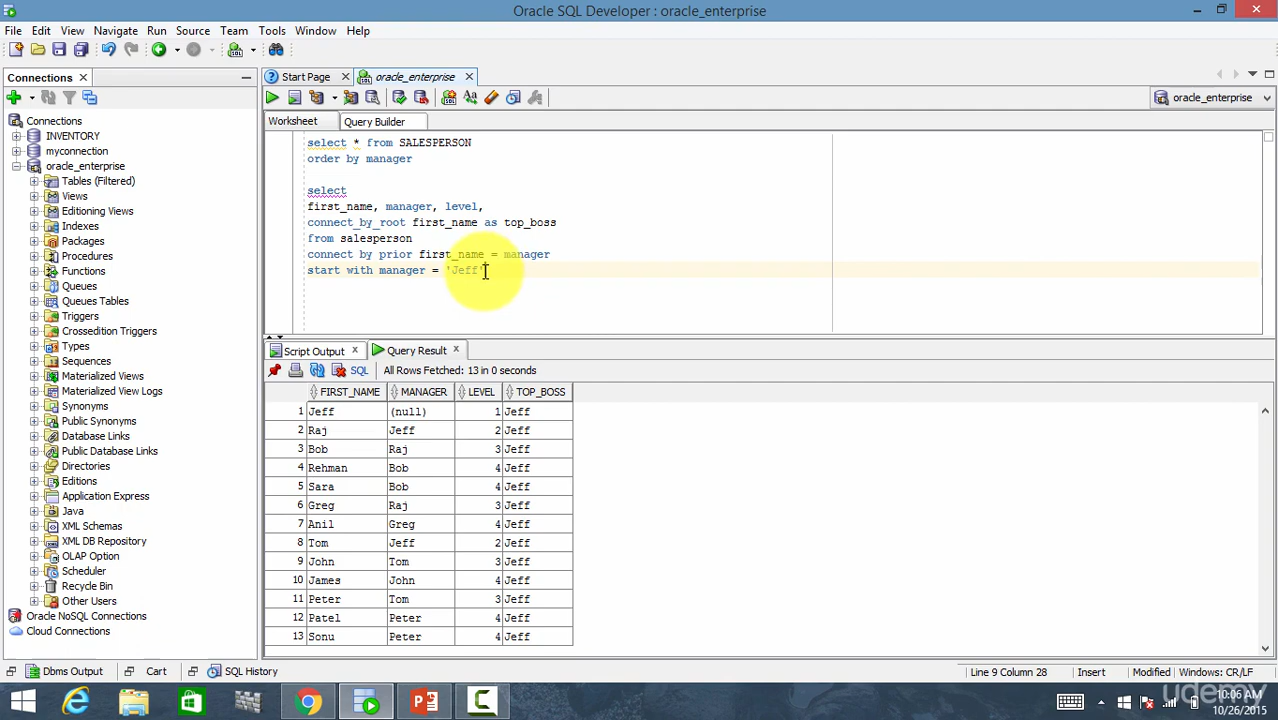 Oracle SQL Developer : oracle_enterprise
File Edit View Navigate Run Source Team Tools Window Help
Connections
Start Page
oracle_enterprise
oracle_enterprise
Worksheet Query Builder
Connections
INVENTORY
myconnection
oracle_enterprise
Tables (Filtered)
Views
Editioning Views
Indexes
Packages
Procedures
Functions
Queues
Queues Tables
Triggers
Crossedition Triggers
Types
Sequences
Materialized Views
Materialized View Logs
Synonyms
Public Synonyms
Database Links
Public Database Links
Directories
Editions
Application Express
Java
XML Schemas
XML DB Repository
OLAP Option
Scheduler
Recycle Bin
Other Users
Oracle NoSQL Connections
Cloud Connections
select * from SALESPERSON
order by manager
select
first_name, manager, level,
connect_by_root first_name as top_boss
from salesperson
connect by prior first_name = manager
start with manager = 'Jeff'
Script Output Query Result
SQL All Rows Fetched: 13 in 0 seconds
FIRST_NAME MANAGER LEVEL TOP_BOSS
1 Jeff (null) 1 Jeff
2 Raj Jeff 2 Jeff
3 Bob Raj 3 Jeff
4 Rehman Bob 4 Jeff
5 Sara Bob 4 Jeff
6 Greg Raj 3 Jeff
7 Anil Greg 4 Jeff
8 Tom Jeff 2 Jeff
9 John Tom 3 Jeff
10 James John 4 Jeff
11 Peter Tom 3 Jeff
12 Patel Peter 4 Jeff
13 Sonu Peter 4 Jeff
Dbms Output Cart SQL History
Line 9 Column 28 Insert Modified Windows: CR/LF
10:06 AM
10/26/2015
udemy